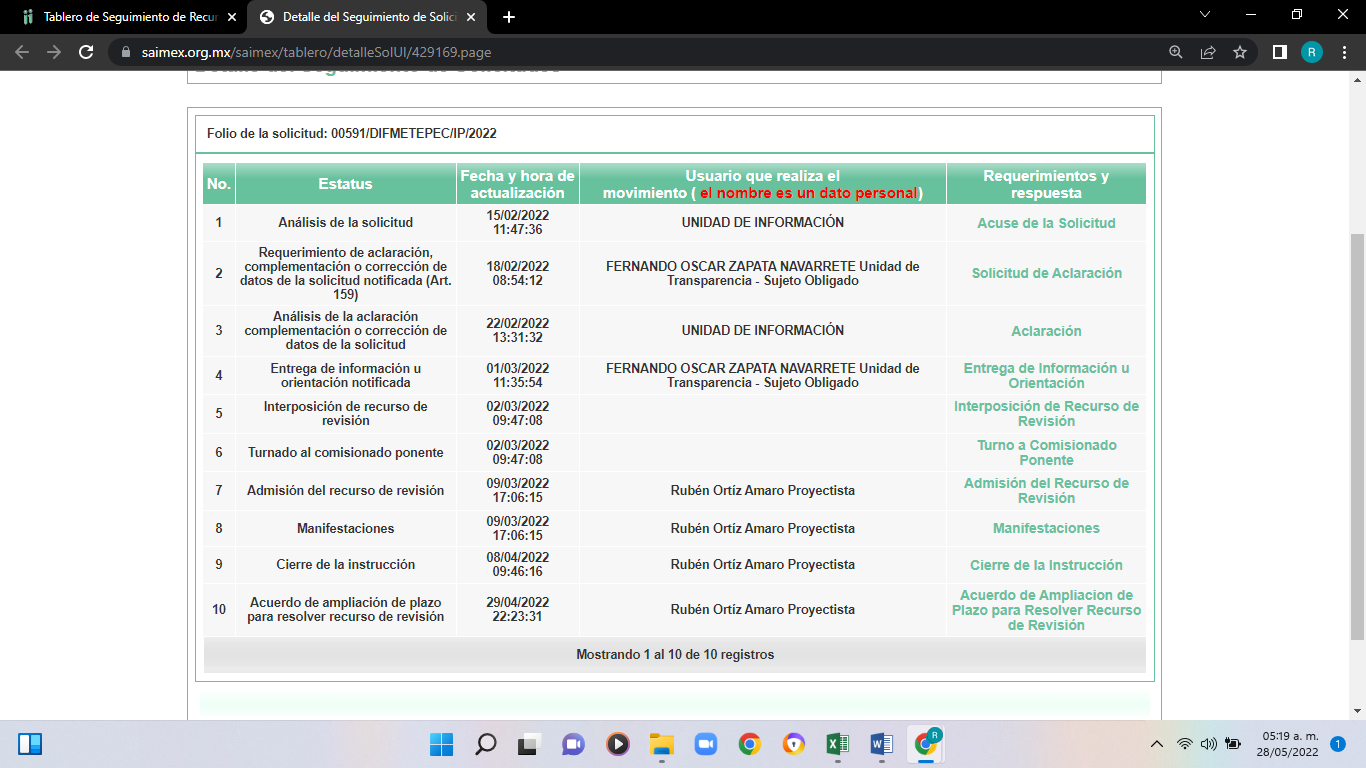 Tablero de Seguimiento de Recur
Detalle del Seguimiento de Solici
saimex.org.mx/saimex/tablero/detalleSolUI/429169.page
R
Folio de la solicitud: 00591/DIFMETEPEC/IP/2022
No.
Estatus
Fecha y hora de
actualización
Usuario que realiza el
movimiento ( el nombre es un dato personal)
Requerimientos y
respuesta
1
Análisis de la solicitud
15/02/2022
11:47:36
UNIDAD DE INFORMACIÓN
Acuse de la Solicitud
2
Requerimiento de aclaración,
complementación o corrección de
datos de la solicitud notificada (Art.
159)
18/02/2022
08:54:12
FERNANDO OSCAR ZAPATA NAVARRETE Unidad de
Transparencia - Sujeto Obligado
Solicitud de Aclaración
3
Análisis de la aclaración
complementación o corrección de
datos de la solicitud
22/02/2022
13:31:32
UNIDAD DE INFORMACIÓN
Aclaración
4
Entrega de información u
orientación notificada
01/03/2022
11:35:54
FERNANDO OSCAR ZAPATA NAVARRETE Unidad de
Transparencia - Sujeto Obligado
Entrega de Información u
Orientación
5
Interposición de recurso de
revisión
02/03/2022
09:47:08
Interposición de Recurso de
Revisión
6
Turnado al comisionado ponente
02/03/2022
09:47:08
Turno a Comisionado
Ponente
7
Admisión del recurso de revisión
09/03/2022
17:06:15
Rubén Ortíz Amaro Proyectista
Admisión del Recurso de
Revisión
8
Manifestaciones
09/03/2022
17:06:15
Rubén Ortíz Amaro Proyectista
Manifestaciones
9
Cierre de la instrucción
08/04/2022
09:46:16
Rubén Ortíz Amaro Proyectista
Cierre de la Instrucción
10
Acuerdo de ampliación de plazo
para resolver recurso de revisión
29/04/2022
22:23:31
Rubén Ortíz Amaro Proyectista
Acuerdo de Ampliacion de
Plazo para Resolver Recurso
de Revisión
Mostrando 1 al 10 de 10 registros
05:19 a. m.
28/05/2022
1